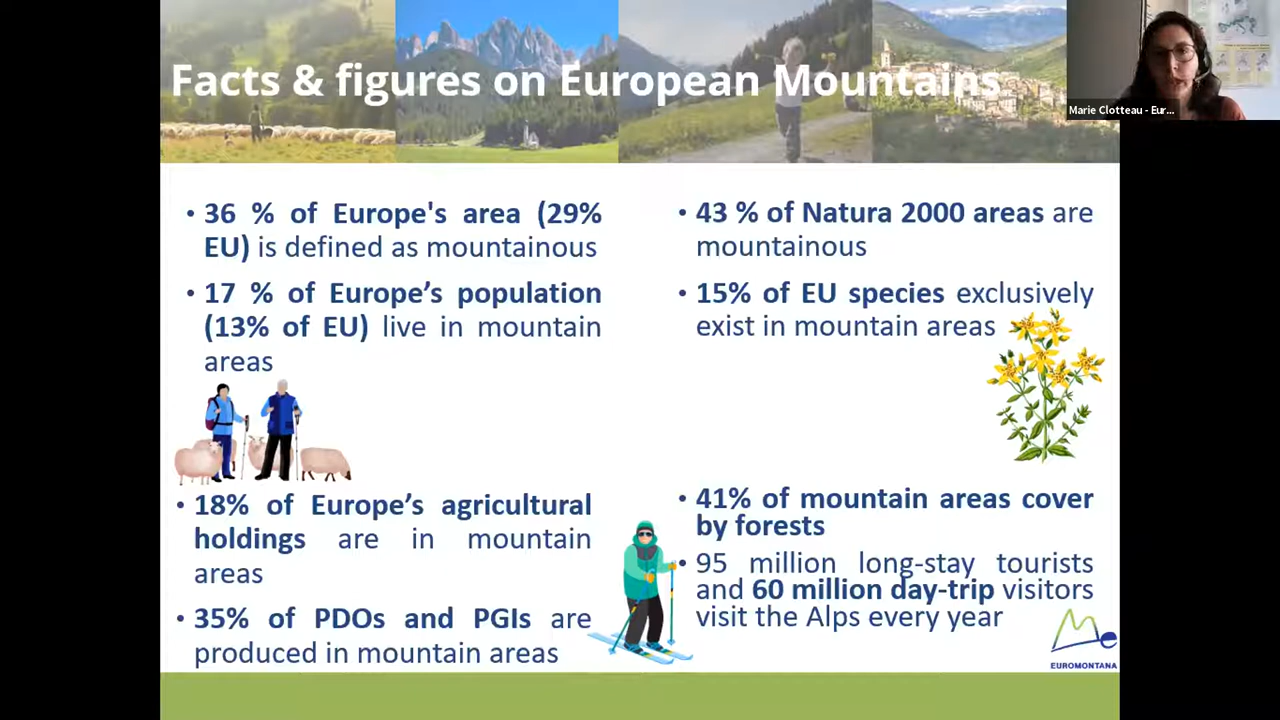 Facts & figures on European Mountains
Marie Clotteau - Eur...
• 36 % of Europe's area (29%
EU) is defined as mountainous
• 17 % of Europe’s population
(13% of EU) live in mountain
areas
• 18% of Europe’s agricultural
holdings are in mountain
areas
• 35% of PDOs and PGIs are
produced in mountain areas
• 43 % of Natura 2000 areas are
mountainous
• 15% of EU species exclusively
exist in mountain areas
• 41% of mountain areas cover
by forests
• 95 million long-stay tourists
and 60 million day-trip visitors
visit the Alps every year
EUROMONTANA